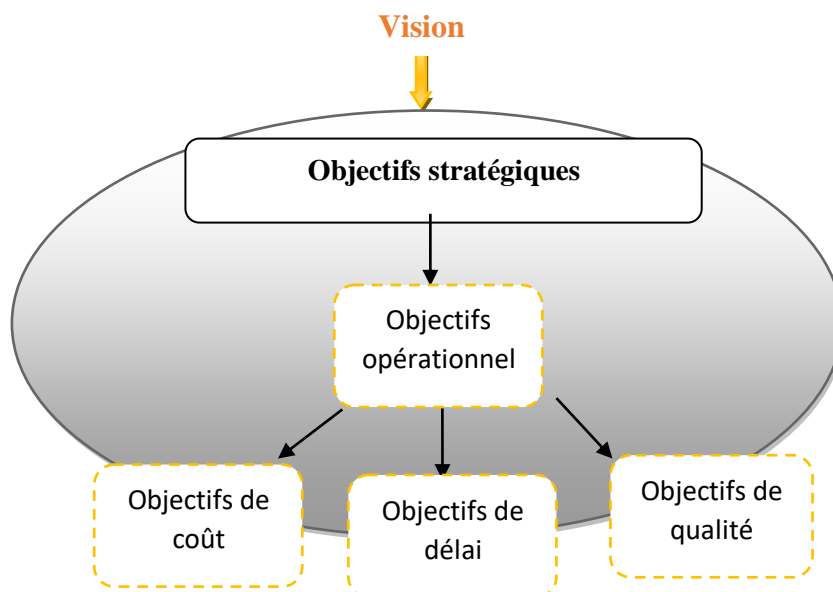 Vision
Objectifs stratégiques
Objectifs
opérationnel
Objectifs de
coût
Objectifs de
délai
Objectifs de
qualité